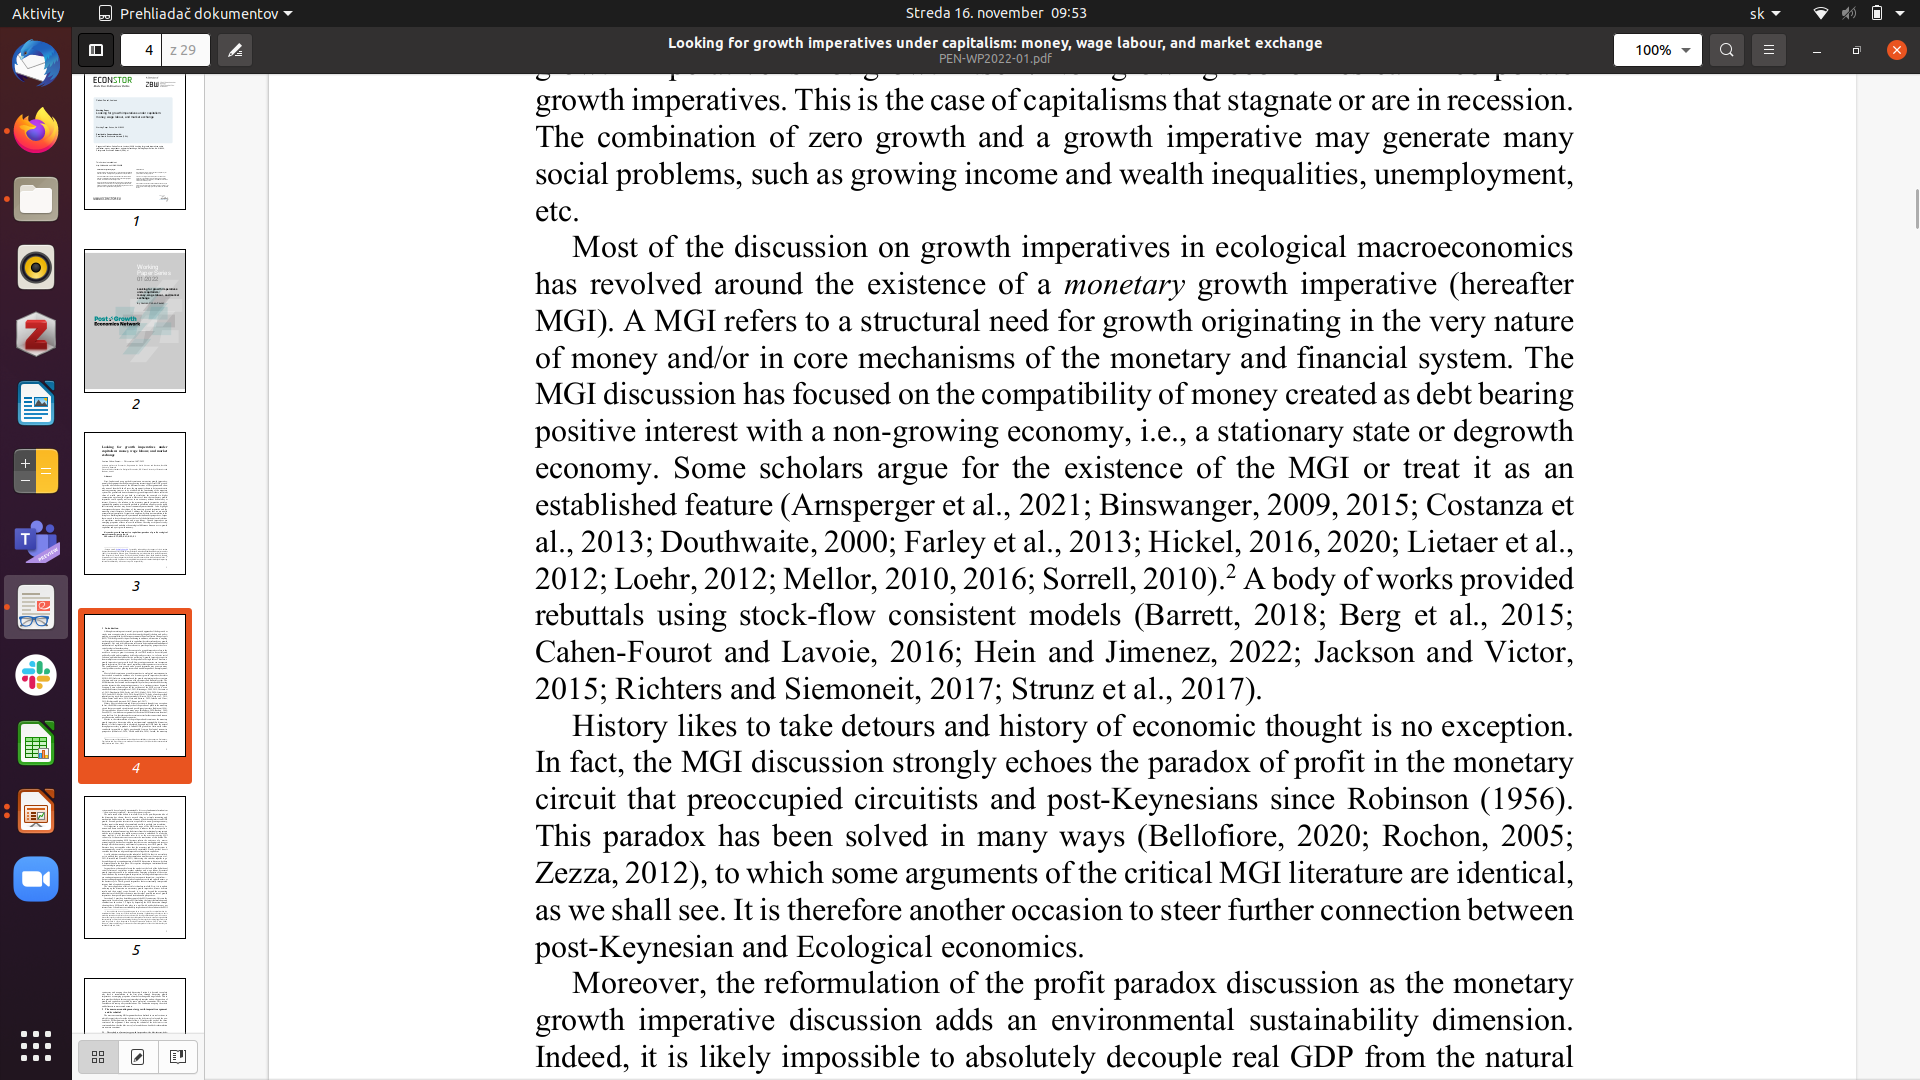 Aktivity
Prehliadač dokumentov
Streda 16. november 09:53
sk
4
z 29
Looking for growth imperatives under capitalism: money, wage labour, and market exchange
PEN-WP2022-01.pdf
100%
growth imperatives. This is the case of capitalisms that stagnate or are in recession.
The combination of zero growth and a growth imperative may generate many
social problems, such as growing income and wealth inequalities, unemployment,
etc.
Most of the discussion on growth imperatives in ecological macroeconomics
has revolved around the existence of a monetary growth imperative (hereafter
MGI). A MGI refers to a structural need for growth originating in the very nature
of money and/or in core mechanisms of the monetary and financial system. The
MGI discussion has focused on the compatibility of money created as debt bearing
positive interest with a non-growing economy, i.e., a stationary state or degrowth
economy. Some scholars argue for the existence of the MGI or treat it as an
established feature (Arnsperger et al., 2021; Binswanger, 2009, 2015; Costanza et
al., 2013; Douthwaite, 2000; Farley et al., 2013; Hickel, 2016, 2020; Lietaer et al.,
2012; Loehr, 2012; Mellor, 2010, 2016; Sorrell, 2010).2 A body of works provided
rebuttals using stock-flow consistent models (Barrett, 2018; Berg et al., 2015;
Cahen-Fourot and Lavoie, 2016; Hein and Jimenez, 2022; Jackson and Victor,
2015; Richters and Siemoneit, 2017; Strunz et al., 2017).
History likes to take detours and history of economic thought is no exception.
In fact, the MGI discussion strongly echoes the paradox of profit in the monetary
circuit that preoccupied circuitists and post-Keynesians since Robinson (1956).
This paradox has been solved in many ways (Bellofiore, 2020; Rochon, 2005;
Zezza, 2012), to which some arguments of the critical MGI literature are identical,
as we shall see. It is therefore another occasion to steer further connection between
post-Keynesian and Ecological economics.
Moreover, the reformulation of the profit paradox discussion as the monetary
growth imperative discussion adds an environmental sustainability dimension.
Indeed, it is likely impossible to absolutely decouple real GDP from the natural
ECONSTOR
ZBW
1
Working
Paper Series
01/2022
Post-Growth
Economics Network
2
3
4
5